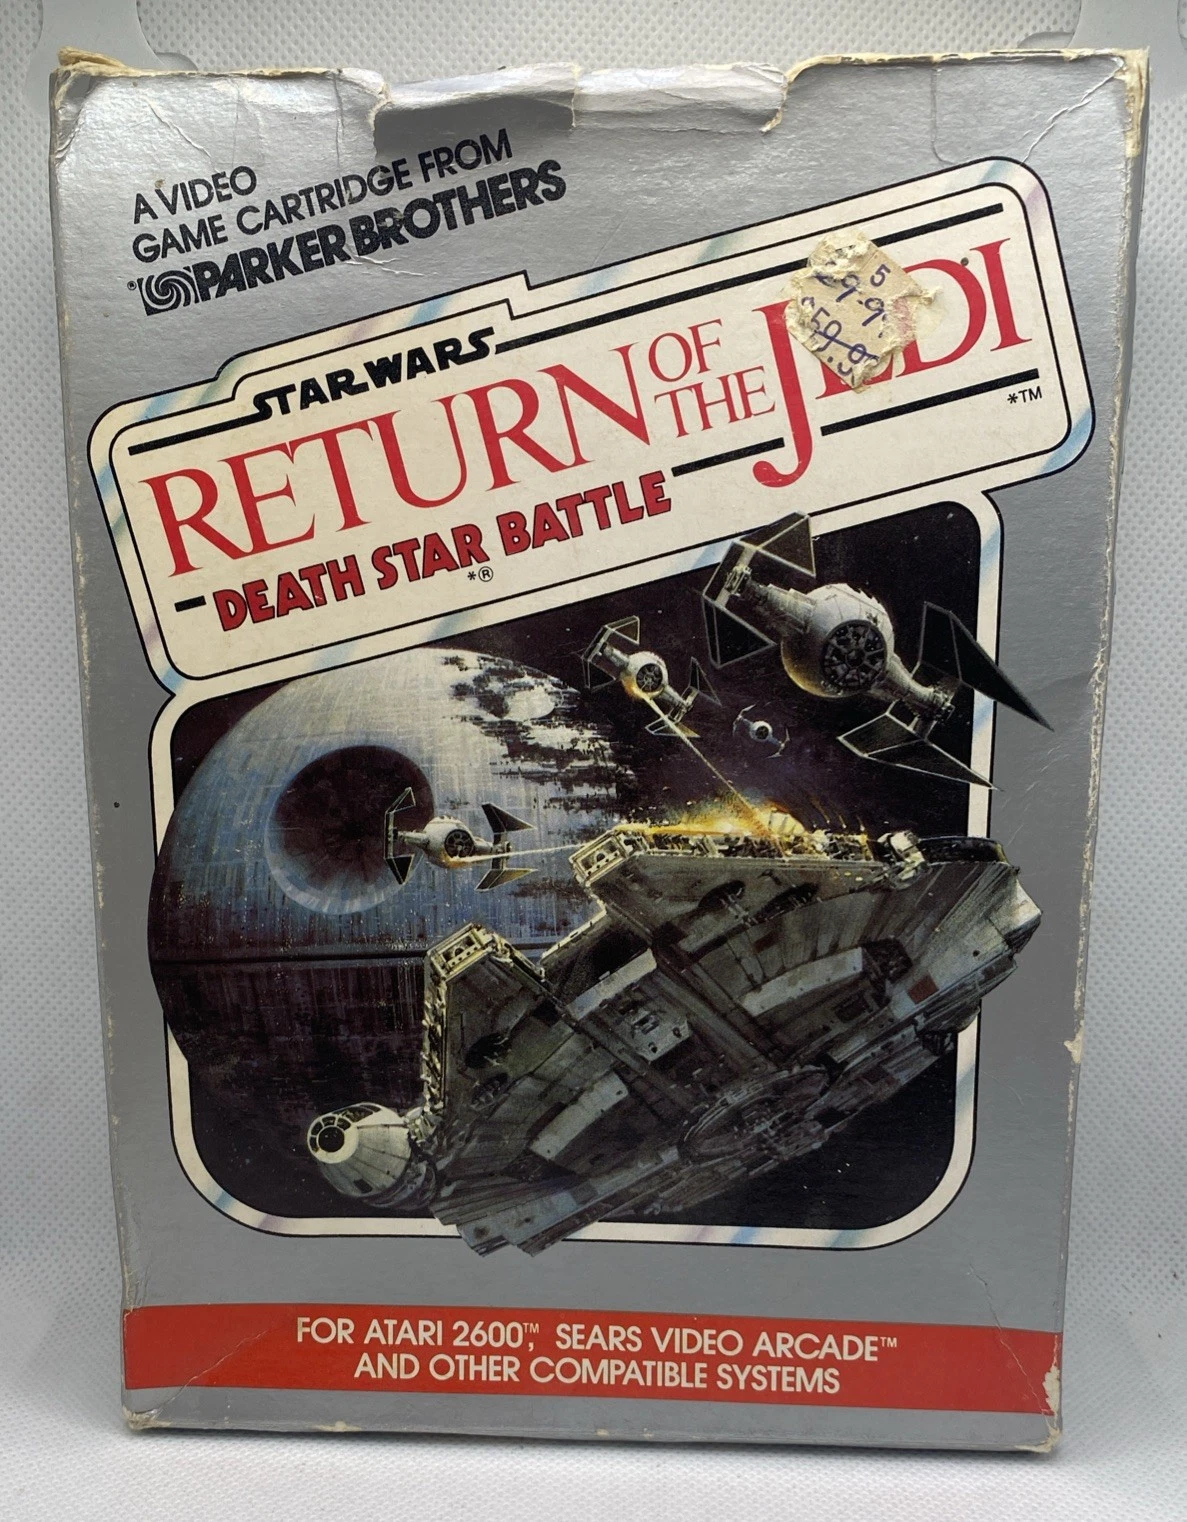 A VIDEO
GAME CARTRIDGE FROM
® PARKER BROTHERS
STAR WARS
RETURN OF THE JEDI
*TM
DEATH STAR BATTLE
*®
FOR ATARI 2600™, SEARS VIDEO ARCADE™
AND OTHER COMPATIBLE SYSTEMS